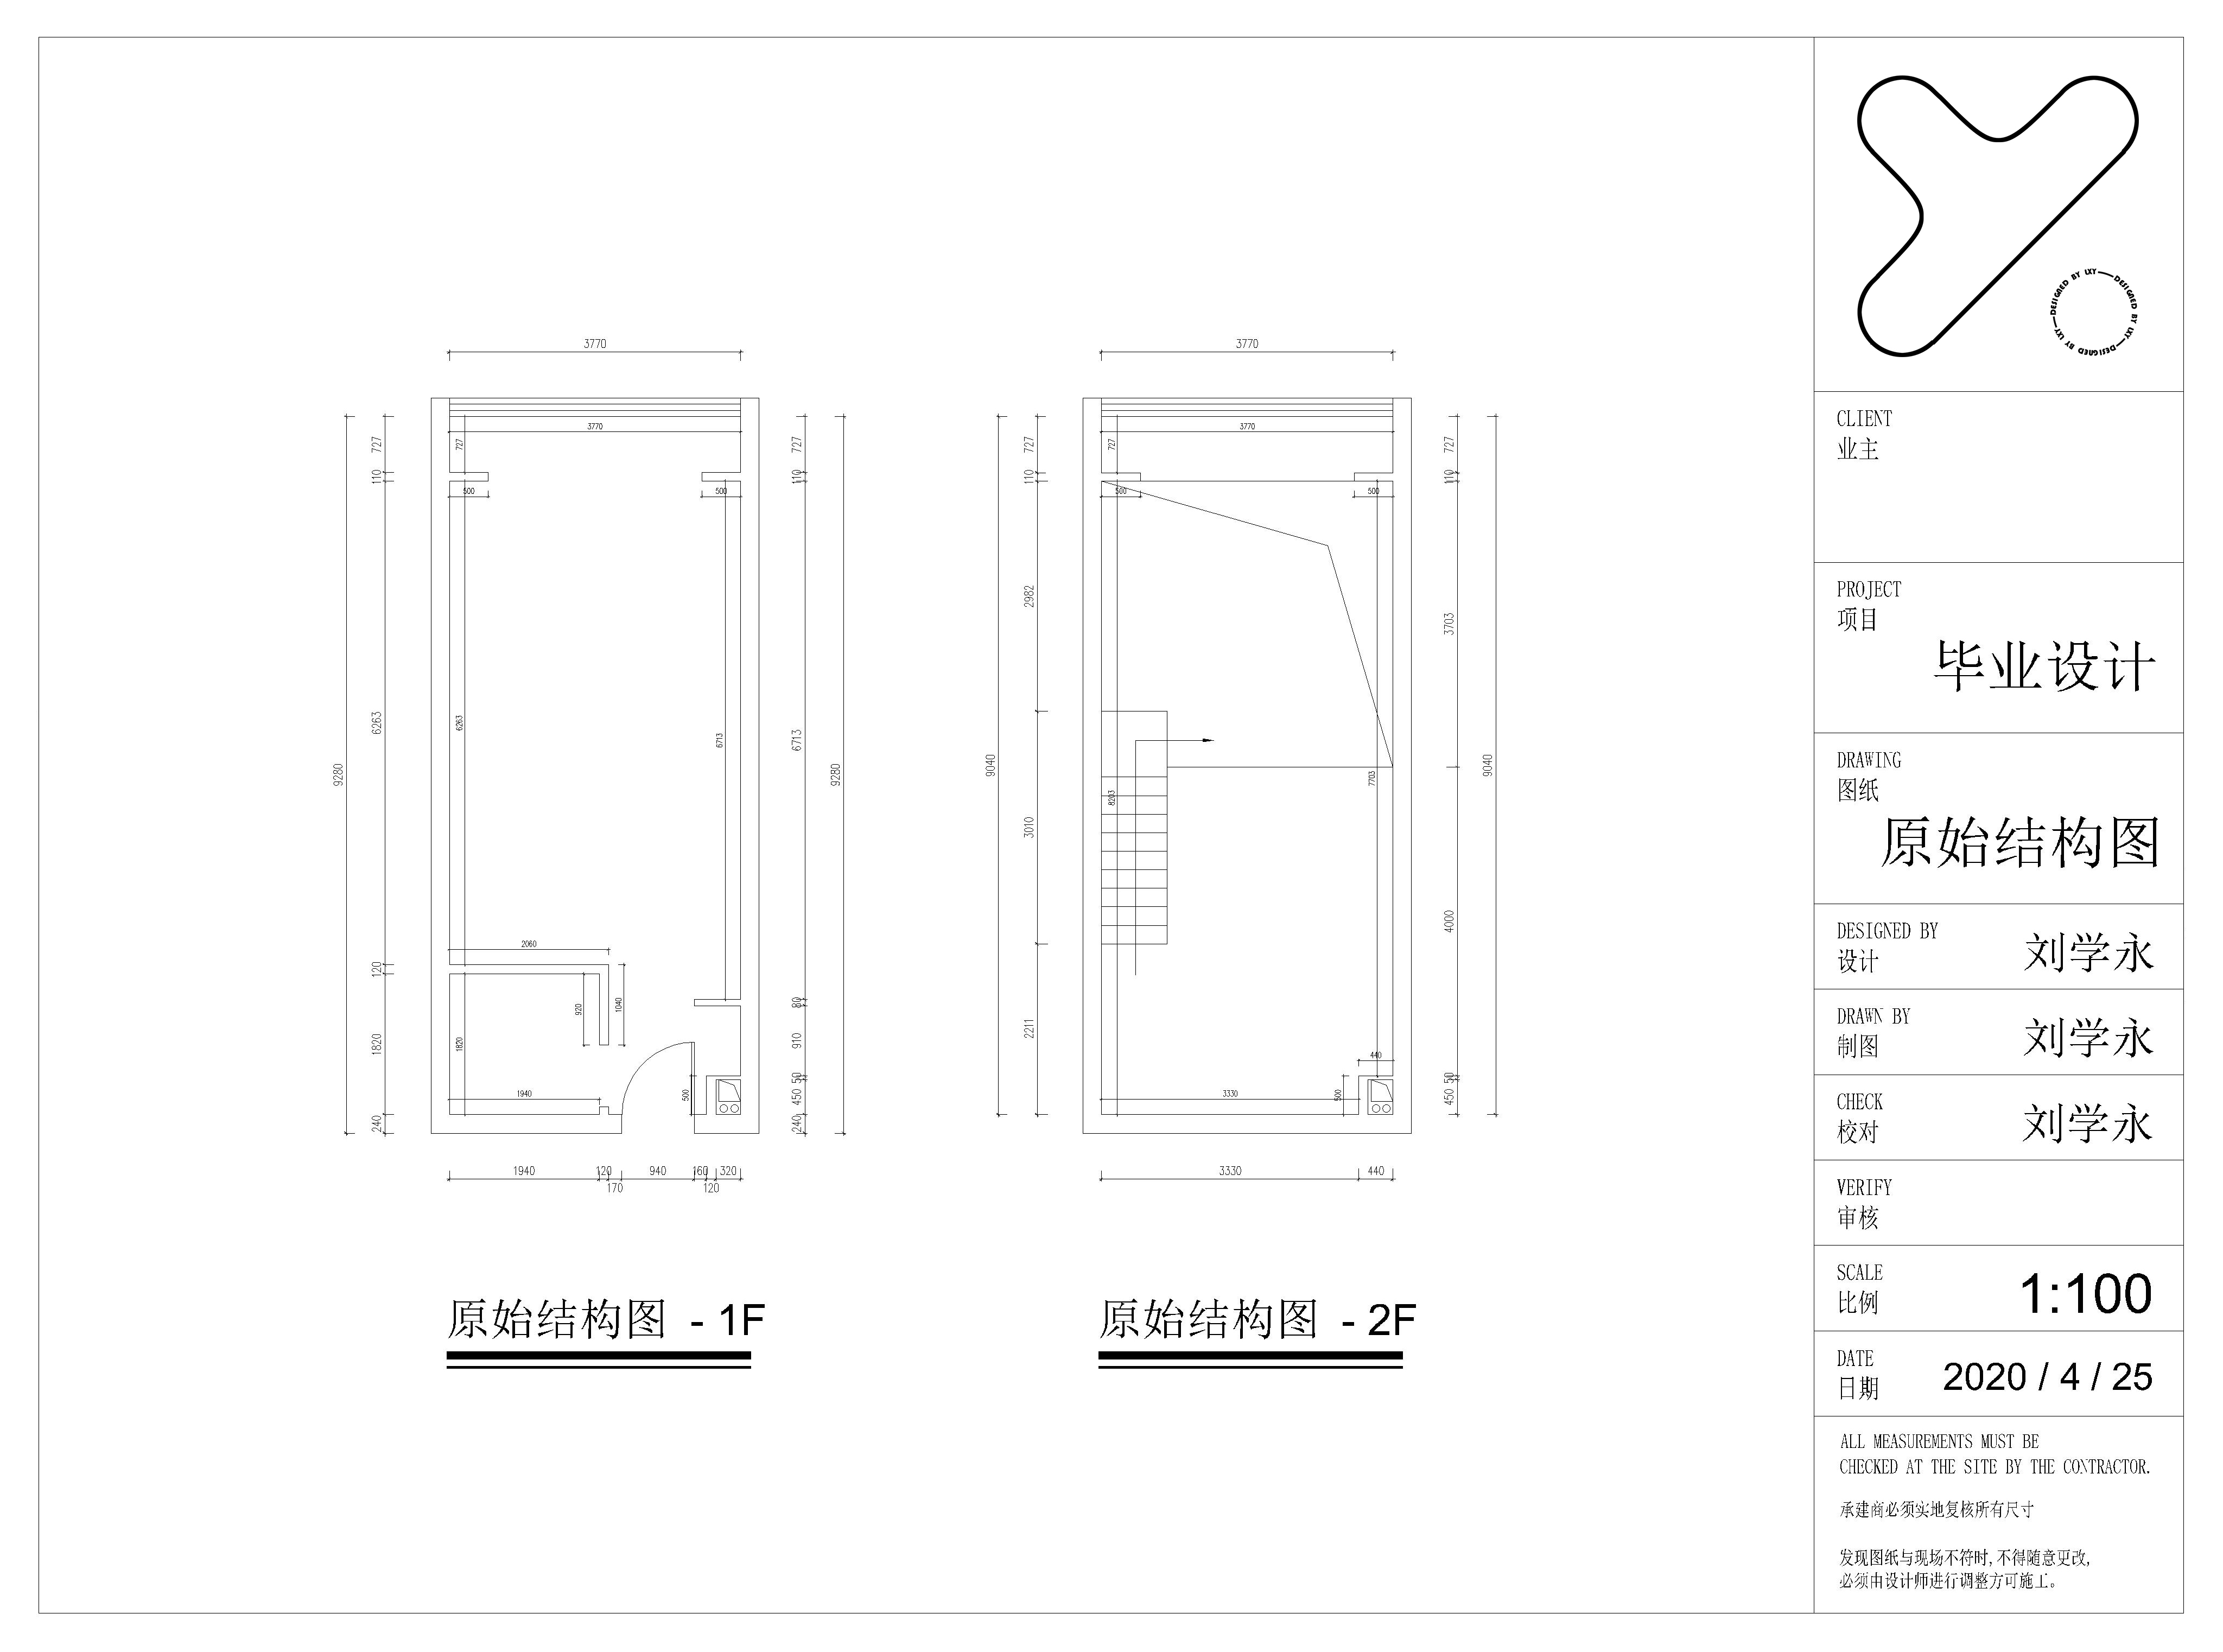 3770
3770
727
3770
727
727
110
500
500
110
9280
6263
6263
6713
6713
9280
2060
120
920
1040
80
1820
1820
910
1940
500
50
450
240
240
1940
120
170
940
160
120
320
原始结构图 - 1F
3770
727
727
3770
727
110
500
500
110
2982
3703
9040
9040
7703
8203
3010
4000
2211
440
3330
500
50
450
3330
440
原始结构图 - 2F
DESIGNED BY LXY — DESIGNED BY LXY — DESIGNED BY LXY —
CLIENT
业主
PROJECT
项目
毕业设计
DRAWING
图纸
原始结构图
DESIGNED BY
设计
刘学永
DRAWN BY
制图
刘学永
CHECK
校对
刘学永
VERIFY
审核
SCALE
比例
1:100
DATE
日期
2020 / 4 / 25
ALL MEASUREMENTS MUST BE
CHECKED AT THE SITE BY THE CONTRACTOR.
承建商必须实地复核所有尺寸
发现图纸与现场不符时,不得随意更改,
必须由设计师进行调整方可施工。